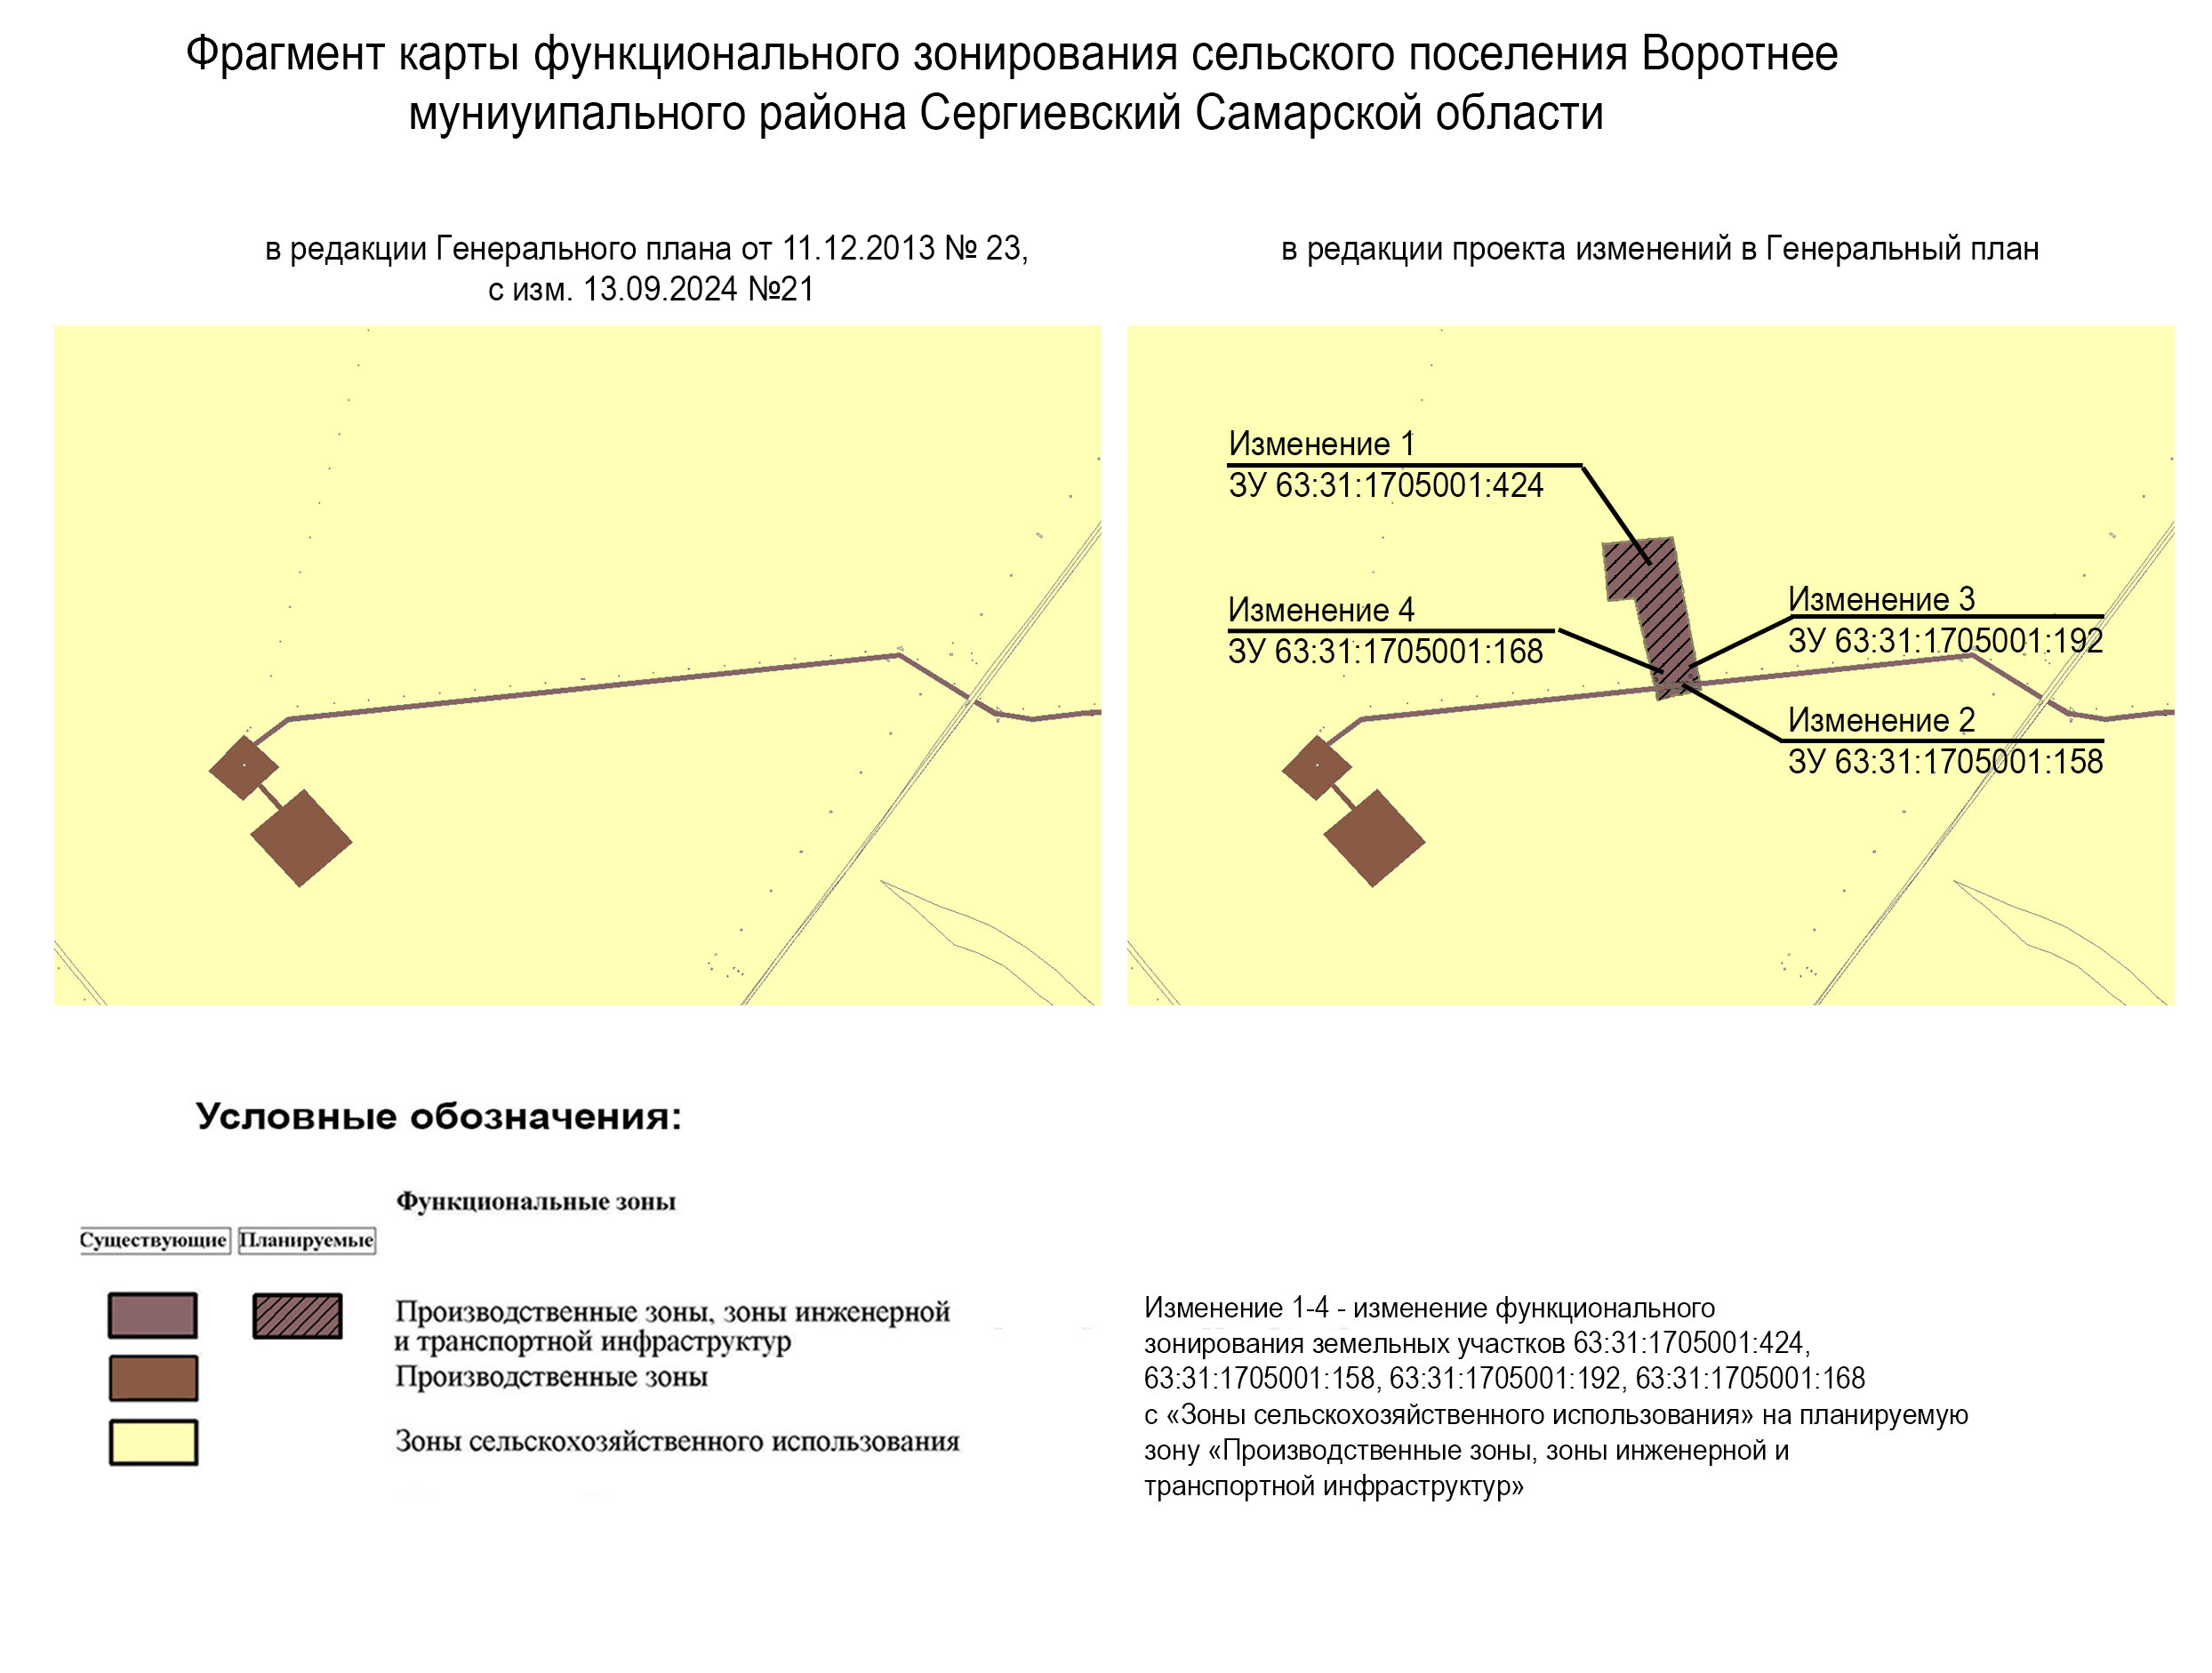 Фрагмент карты функционального зонирования сельского поселения Воротнее
муниуипального района Сергиевский Самарской области
в редакции Генерального плана от 11.12.2013 № 23,
с изм. 13.09.2024 №21
в редакции проекта изменений в Генеральный план
Изменение 1
ЗУ 63:31:1705001:424
Изменение 4
ЗУ 63:31:1705001:168
Изменение 3
ЗУ 63:31:1705001:192
Изменение 2
ЗУ 63:31:1705001:158
Условные обозначения:
Функциональные зоны
Существующие Планируемые
Производственные зоны, зоны инженерной
и транспортной инфраструктур
Производственные зоны
Зоны сельскохозяйственного использования
Изменение 1-4 - изменение функционального
зонирования земельных участков 63:31:1705001:424,
63:31:1705001:158, 63:31:1705001:192, 63:31:1705001:168
с «Зоны сельскохозяйственного использования» на планируемую
зону «Производственные зоны, зоны инженерной и
транспортной инфраструктур»